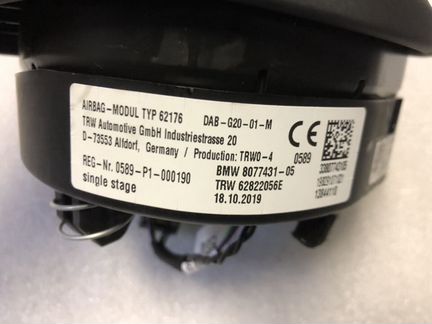 AIRBAG-MODUL TYP 62176 DAB-G20-01-M
TRW Automotive GmbH Industriestrasse 20
D-73553 Alfdorf, Germany / Production: TRW0-4
REG-Nr. 0589-P1-000190
single stage
BMW 8077431-05
TRW 62822056E
18.10.2019
CE
0589